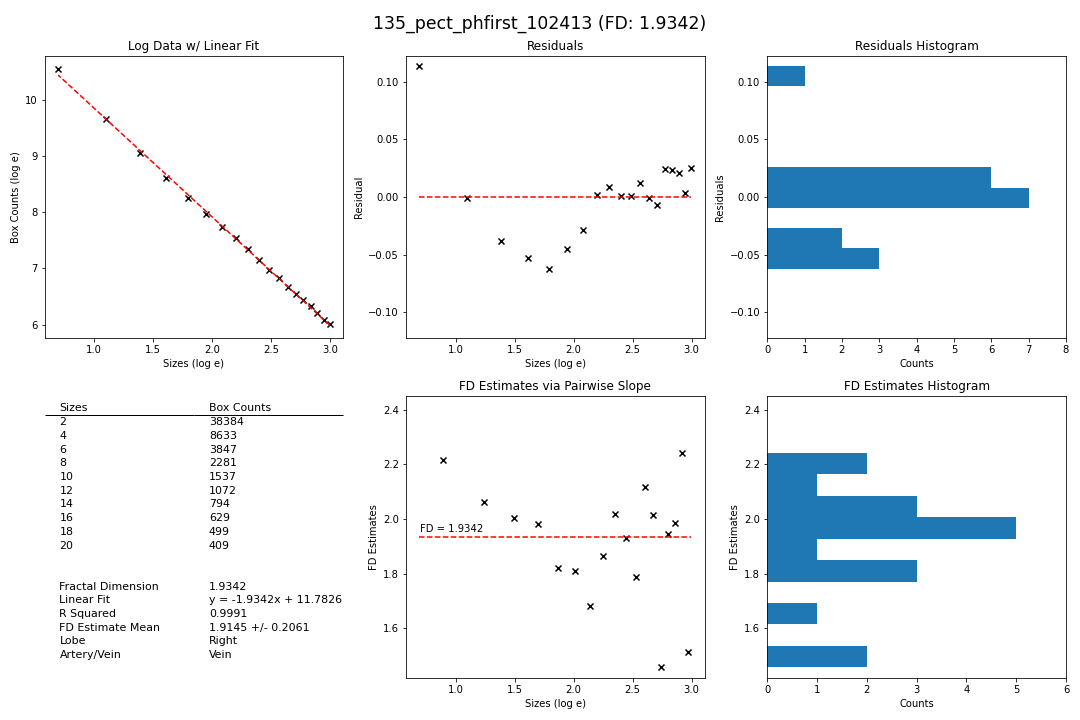 135_pect_phfirst_102413 (FD: 1.9342)
Log Data w/ Linear Fit
Box Counts (log e)
10
9
8
7
6
1.0 1.5 2.0 2.5 3.0
Sizes (log e)
Residuals
Residual
0.10
0.05
0.00
−0.05
−0.10
1.0 1.5 2.0 2.5 3.0
Sizes (log e)
Residuals Histogram
Residuals
0.10
0.05
0.00
−0.05
−0.10
0 1 2 3 4 5 6 7 8
Counts
Sizes Box Counts
2 38384
4 8633
6 3847
8 2281
10 1537
12 1072
14 794
16 629
18 499
20 409
Fractal Dimension 1.9342
Linear Fit y = -1.9342x + 11.7826
R Squared 0.9991
FD Estimate Mean 1.9145 +/- 0.2061
Lobe Right
Artery/Vein Vein
FD Estimates via Pairwise Slope
FD Estimates
2.4
2.2
2.0
1.8
1.6
FD = 1.9342
1.0 1.5 2.0 2.5 3.0
Sizes (log e)
FD Estimates Histogram
FD Estimates
2.4
2.2
2.0
1.8
1.6
0 1 2 3 4 5 6
Counts